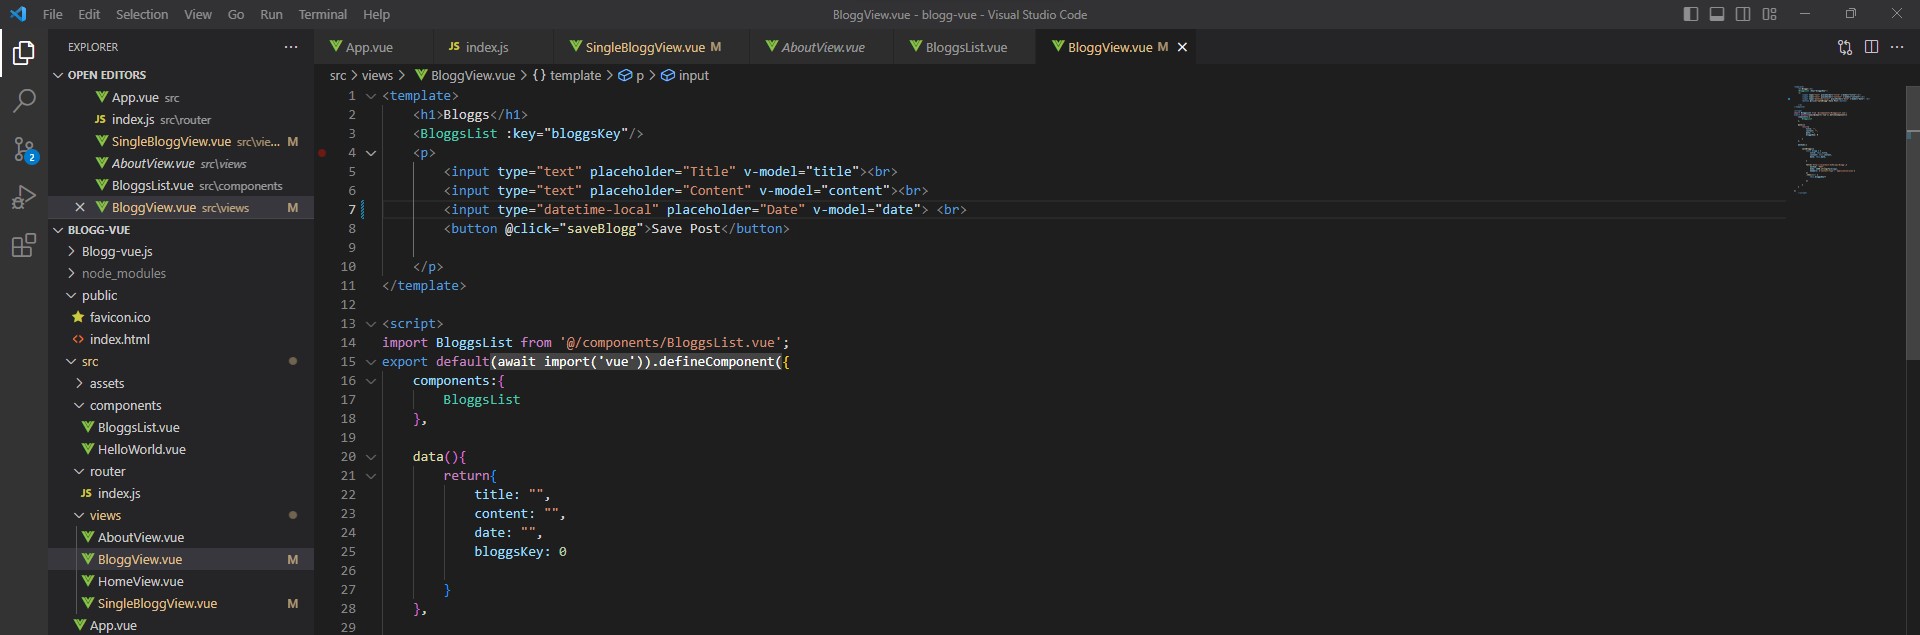 File Edit Selection View Go Run Terminal Help
BloggView.vue - blogg-vue - Visual Studio Code
EXPLORER
OPEN EDITORS
App.vue src
index.js src\router
SingleBloggView.vue src\vie... M
AboutView.vue src\views
BloggsList.vue src\components
BloggView.vue src\views M
2
BLOGG-VUE
Blogg-vue.js
node_modules
public
favicon.ico
index.html
src
assets
components
BloggsList.vue
HelloWorld.vue
router
JS index.js
views
AboutView.vue
BloggView.vue M
HomeView.vue
SingleBloggView.vue M
App.vue
App.vue JS index.js SingleBloggView.vue M AboutView.vue BloggsList.vue BloggView.vue M
src > views > BloggView.vue > {} template > p > input
1 <template>
2 <h1>Bloggs</h1>
3 <BloggsList :key="bloggsKey"/>
4 <p>
5 <input type="text" placeholder="Title" v-model="title"><br>
6 <input type="text" placeholder="Content" v-model="content"><br>
7 <input type="datetime-local" placeholder="Date" v-model="date"> <br>
8 <button @click="saveBlogg">Save Post</button>
9
10 </p>
11 </template>
12
13 <script>
14 import BloggsList from '@/components/BloggsList.vue';
15 export default(await import('vue')).defineComponent({
16 components:{
17 BloggsList
18 },
19
20 data(){
21 return{
22 title: "",
23 content: "",
24 date: "",
25 bloggsKey: 0
26
27 }
28 },
29